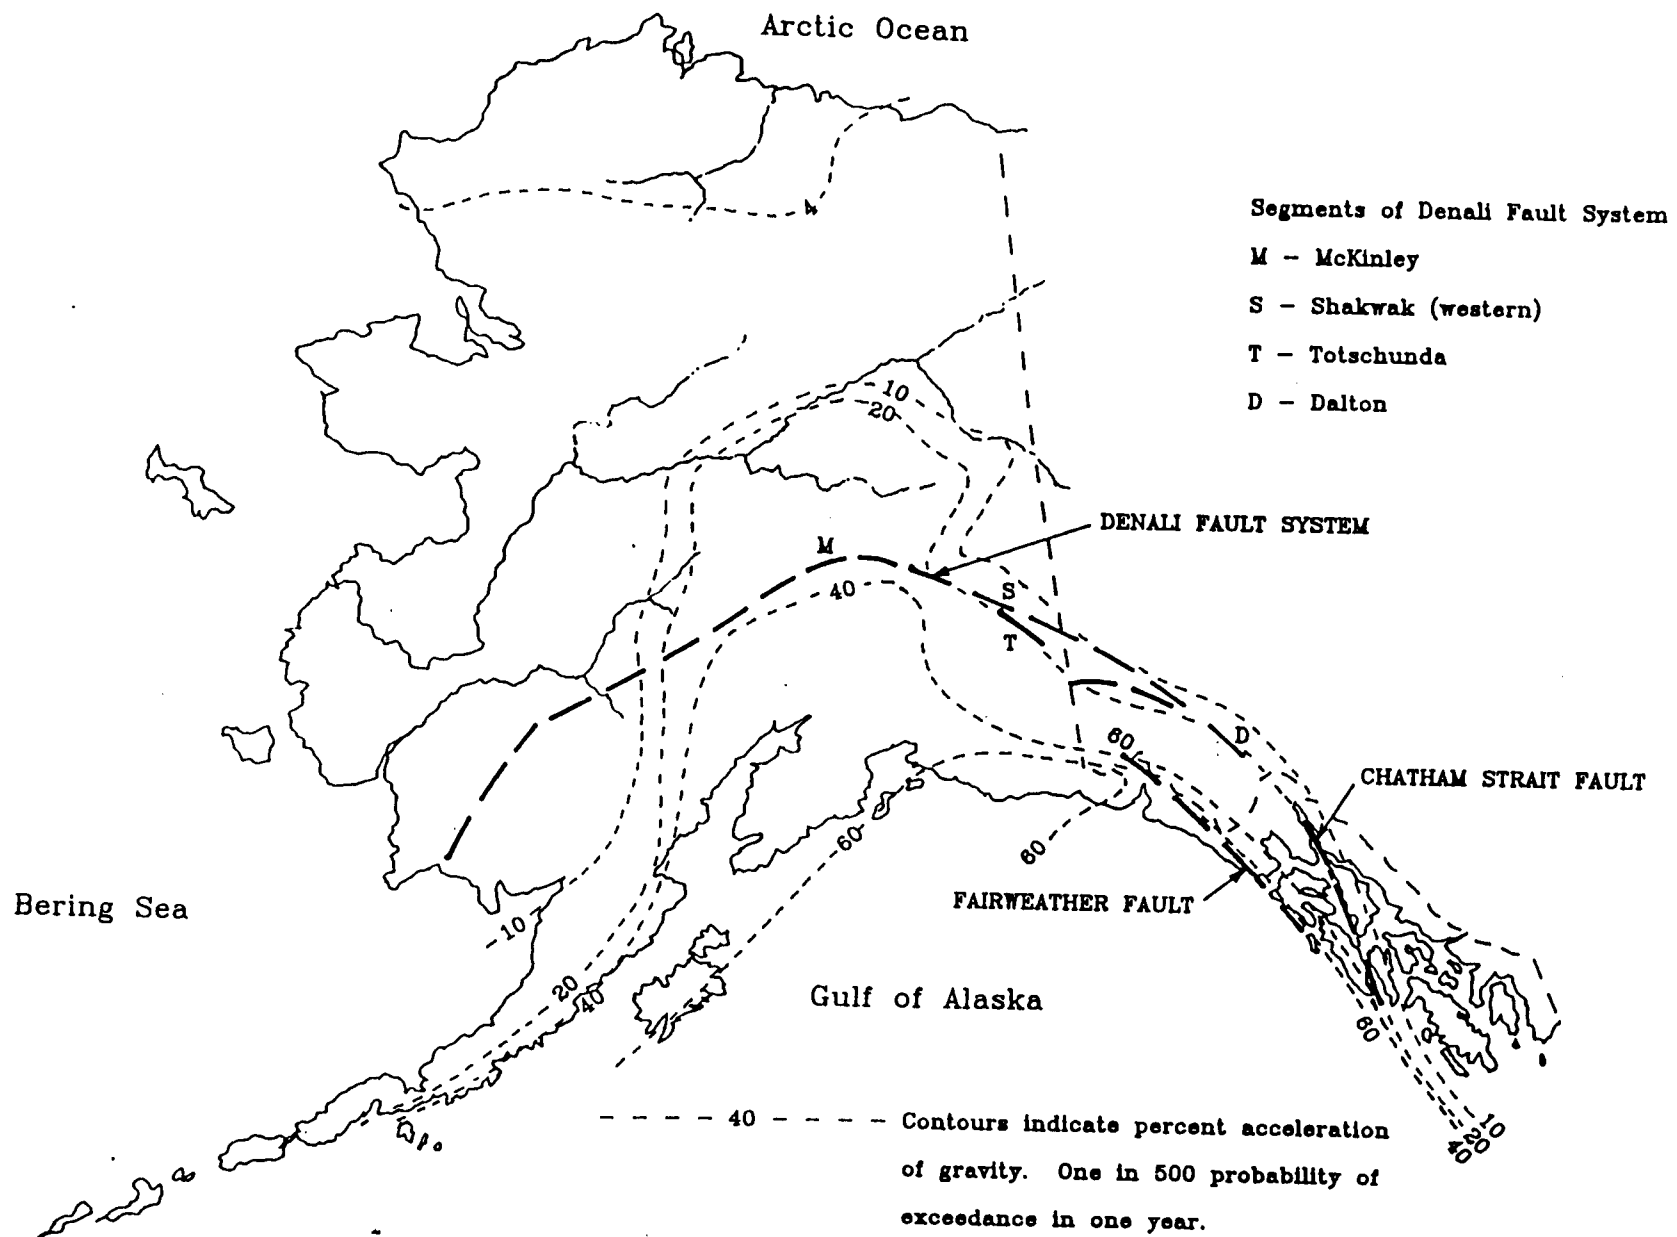 Arctic Ocean
Segments of Denali Fault System
M - McKinley
S - Shakwak (western)
T - Totschunda
D - Dalton
4
10
20
DENALI FAULT SYSTEM
M
40
S
T
D
60
CHATHAM STRAIT FAULT
60
60
FAIRWEATHER FAULT
Bering Sea
10
20
40
Gulf of Alaska
60
10
20
40
40
Contours indicate percent acceleration
of gravity. One in 500 probability of
exceedance in one year.